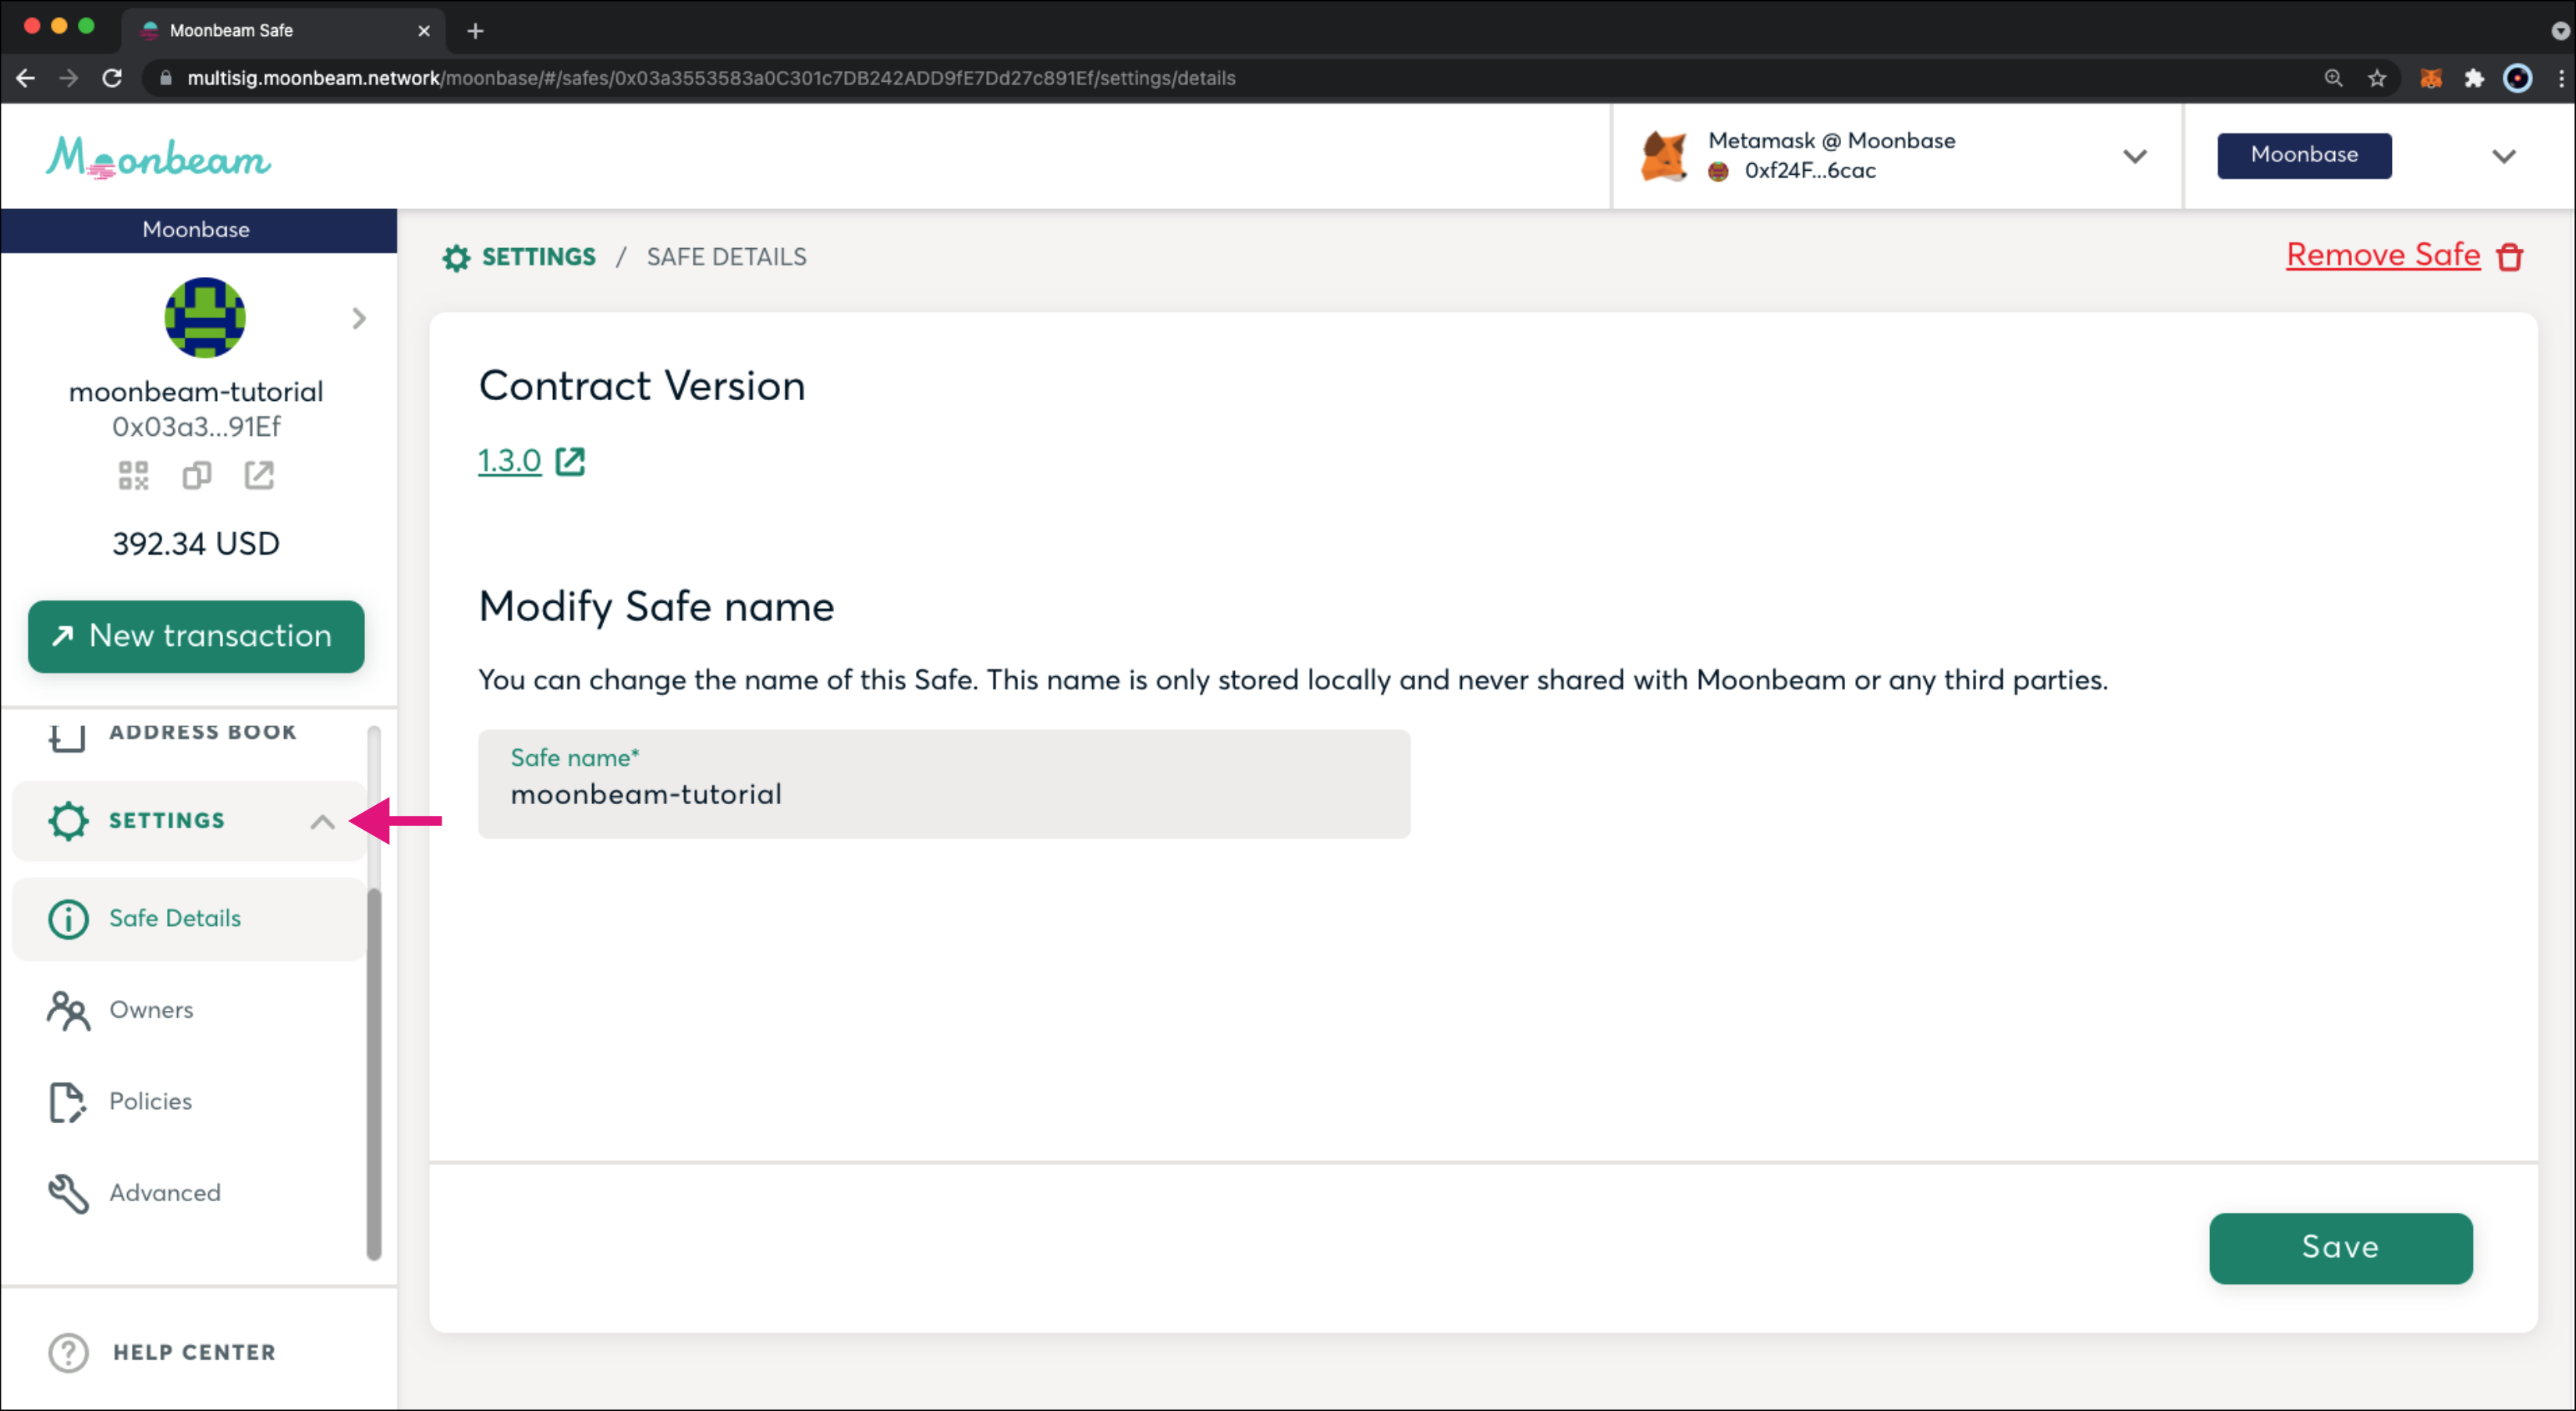 Moonbeam Safe
multisig.moonbeam.network/moonbase/#/safes/0x03a3553583a0C301c7DB242ADD9fE7Dd27c891Ef/settings/details
Moonbeam
Metamask @ Moonbase
0xf24F...6cac
Moonbase
Moonbase
moonbeam-tutorial
0x03a3...91Ef
392.34 USD
New transaction
ADDRESS BOOK
SETTINGS
Safe Details
Owners
Policies
Advanced
HELP CENTER
SETTINGS / SAFE DETAILS
Remove Safe
Contract Version
1.3.0
Modify Safe name
You can change the name of this Safe. This name is only stored locally and never shared with Moonbeam or any third parties.
Safe name*
moonbeam-tutorial
Save